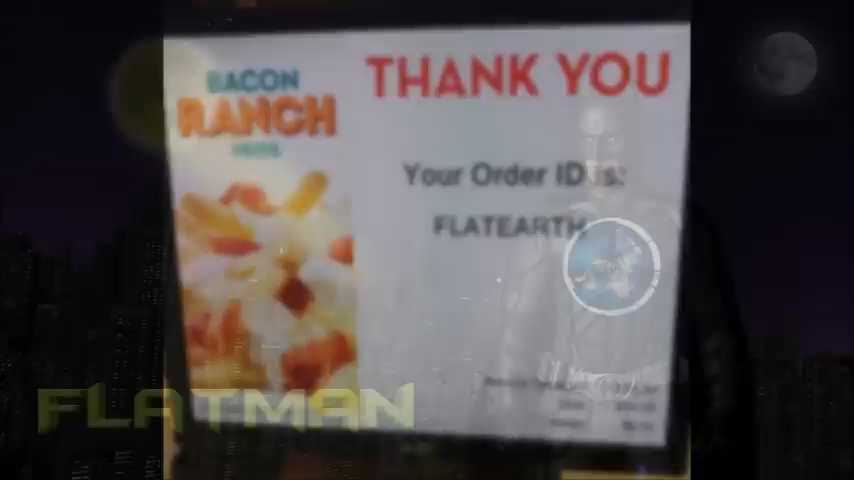 BACON
RANCH
THANK YOU
Your Order ID is:
FLATEARTH
FLATMAN